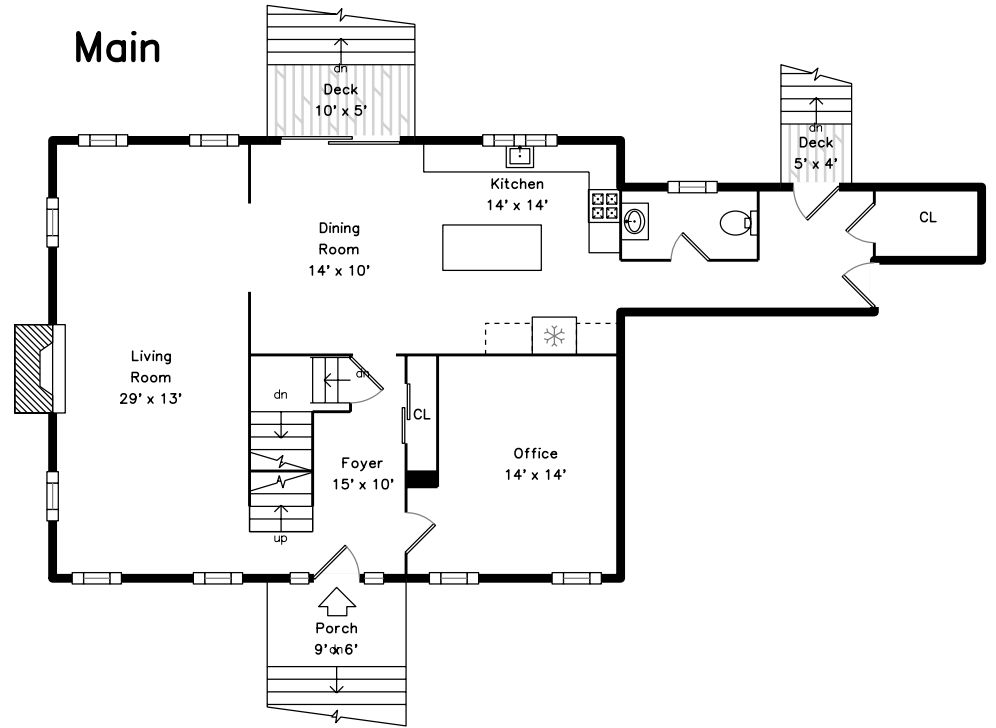 Main
dn
Deck
10' x 5'
dn
Deck
5' x 4'
Kitchen
14' x 14'
CL
Dining
Room
14' x 10'
Living
Room
29' x 13'
dn
dn
CL
Foyer
15' x 10'
Office
14' x 14'
up
Porch
9' x 6'
dn